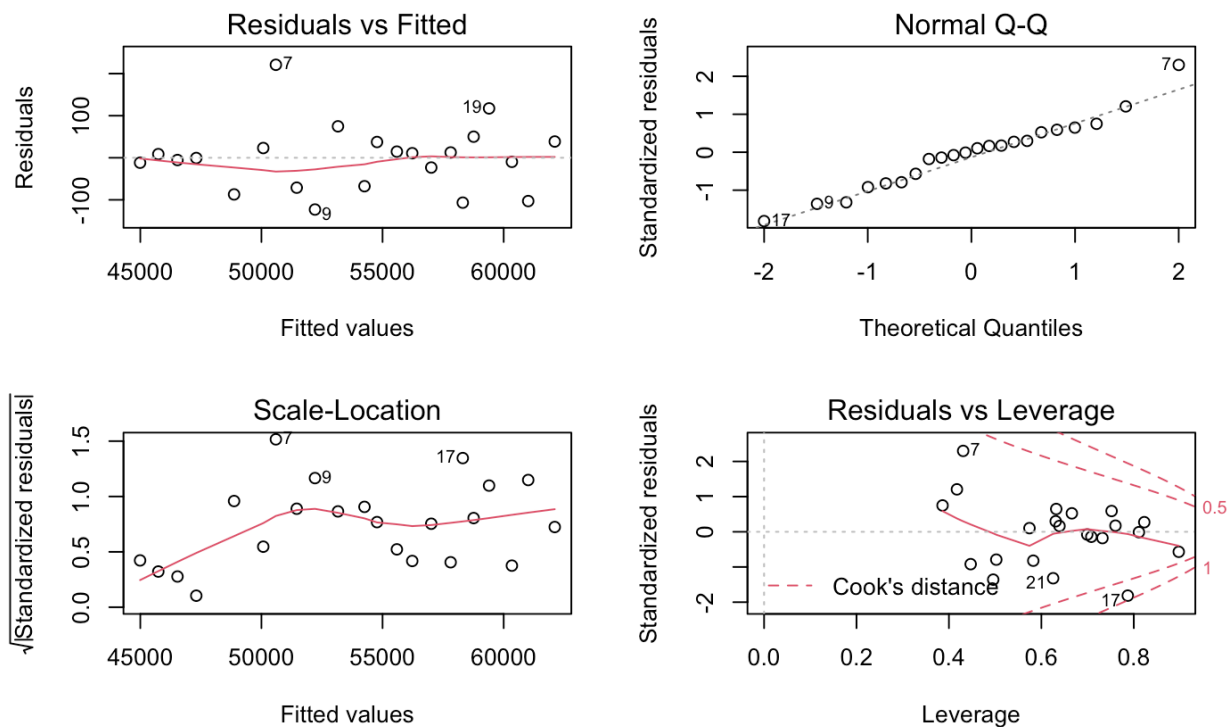 Residuals vs Fitted
Residuals
-100
100
7
19
9
45000 50000 55000 60000
Fitted values
Normal Q-Q
Standardized residuals
-1 0 1 2
7
9
17
-2 -1 0 1 2
Theoretical Quantiles
Scale-Location
√|Standardized residuals|
0.0 0.5 1.0 1.5
7
17
9
45000 50000 55000 60000
Fitted values
Residuals vs Leverage
Standardized residuals
-2 0 1 2
7
0.5
1
21
Cook's distance
17
0.0 0.2 0.4 0.6 0.8
Leverage